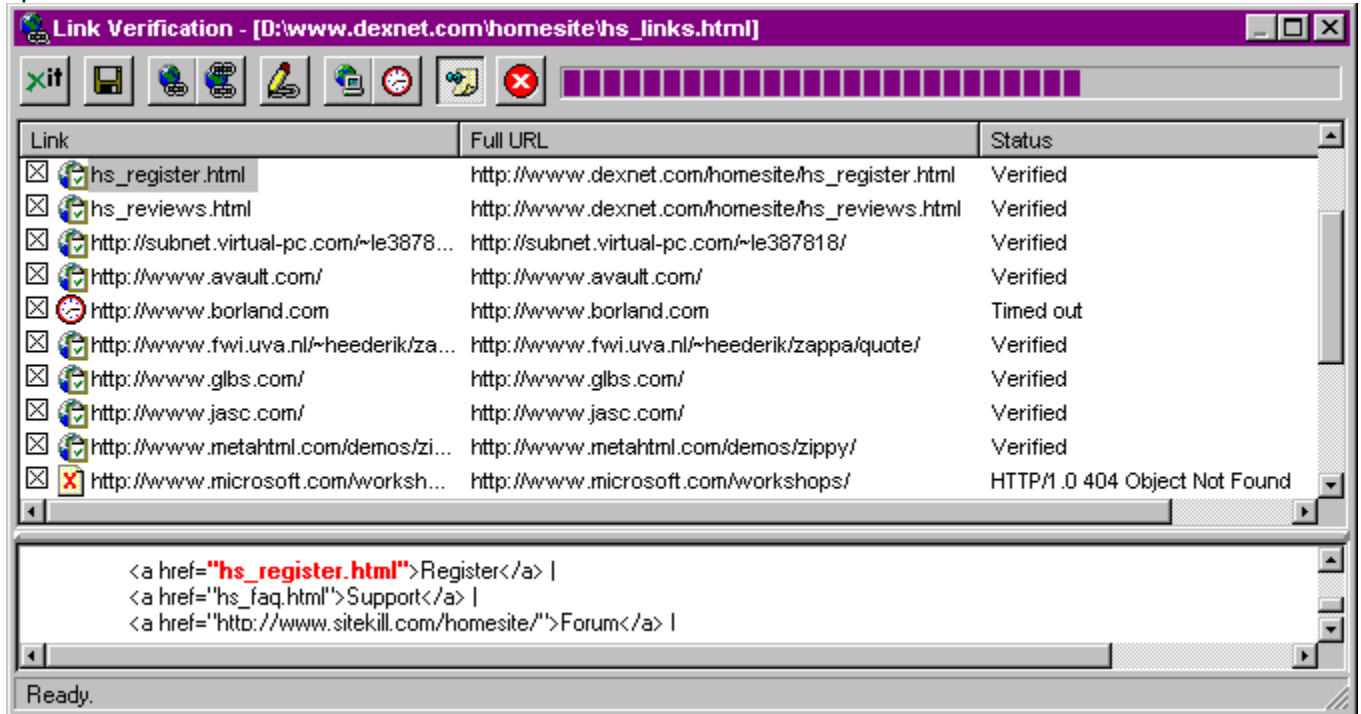 Link Verification - [D:\www.dexnet.com\homesite\hs_links.html]
xit
Link Full URL Status
hs_register.html http://www.dexnet.com/homesite/hs_register.html Verified
hs_reviews.html http://www.dexnet.com/homesite/hs_reviews.html Verified
http://subnet.virtual-pc.com/~le3878... http://subnet.virtual-pc.com/~le387818/ Verified
http://www.avault.com/ http://www.avault.com/ Verified
http://www.borland.com http://www.borland.com Timed out
http://www.fwi.uva.nl/~heederik/za... http://www.fwi.uva.nl/~heederik/zappa/quote/ Verified
http://www.glbs.com/ http://www.glbs.com/ Verified
http://www.jasc.com/ http://www.jasc.com/ Verified
http://www.metahtml.com/demos/zi... http://www.metahtml.com/demos/zippy/ Verified
http://www.microsoft.com/worksh... http://www.microsoft.com/workshops/ HTTP/1.0 404 Object Not Found
<a href="hs_register.html">Register</a> |
<a href="hs_faq.html">Support</a> |
<a href="http://www.sitekill.com/homesite/">Forum</a> |
Ready.